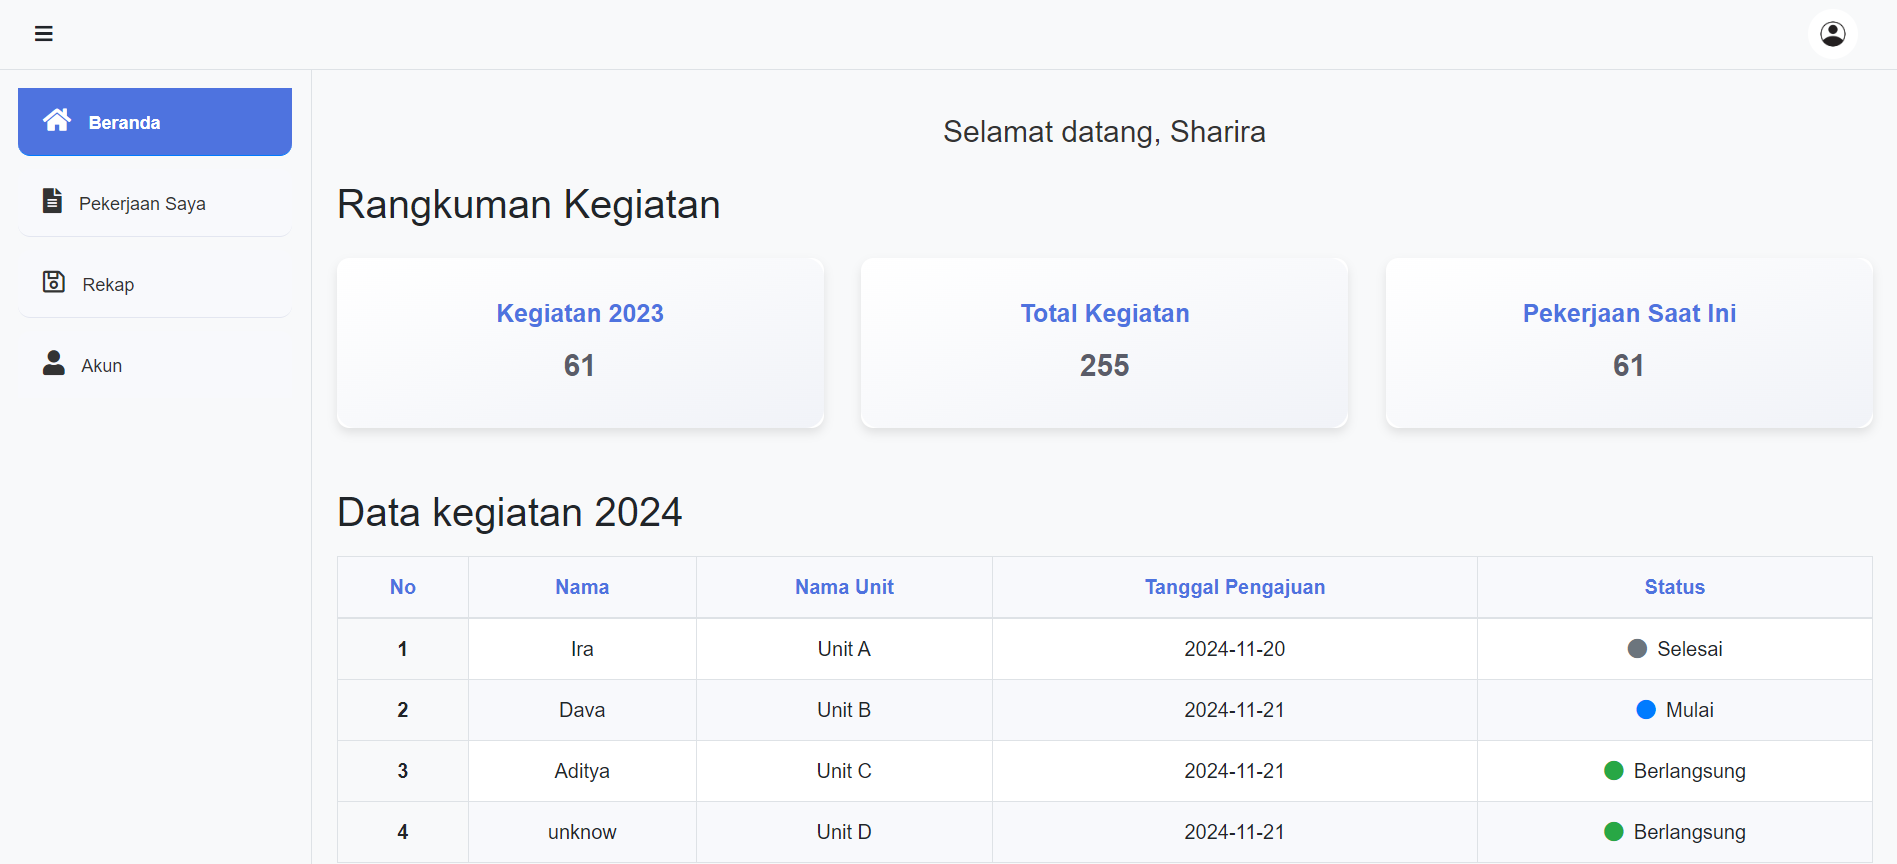 Beranda
Pekerjaan Saya
Rekap
Akun
Selamat datang, Sharira
Rangkuman Kegiatan
Kegiatan 2023
61
Total Kegiatan
255
Pekerjaan Saat Ini
61
Data kegiatan 2024
No Nama Nama Unit Tanggal Pengajuan Status
1 Ira Unit A 2024-11-20 Selesai
2 Dava Unit B 2024-11-21 Mulai
3 Aditya Unit C 2024-11-21 Berlangsung
4 unknow Unit D 2024-11-21 Berlangsung